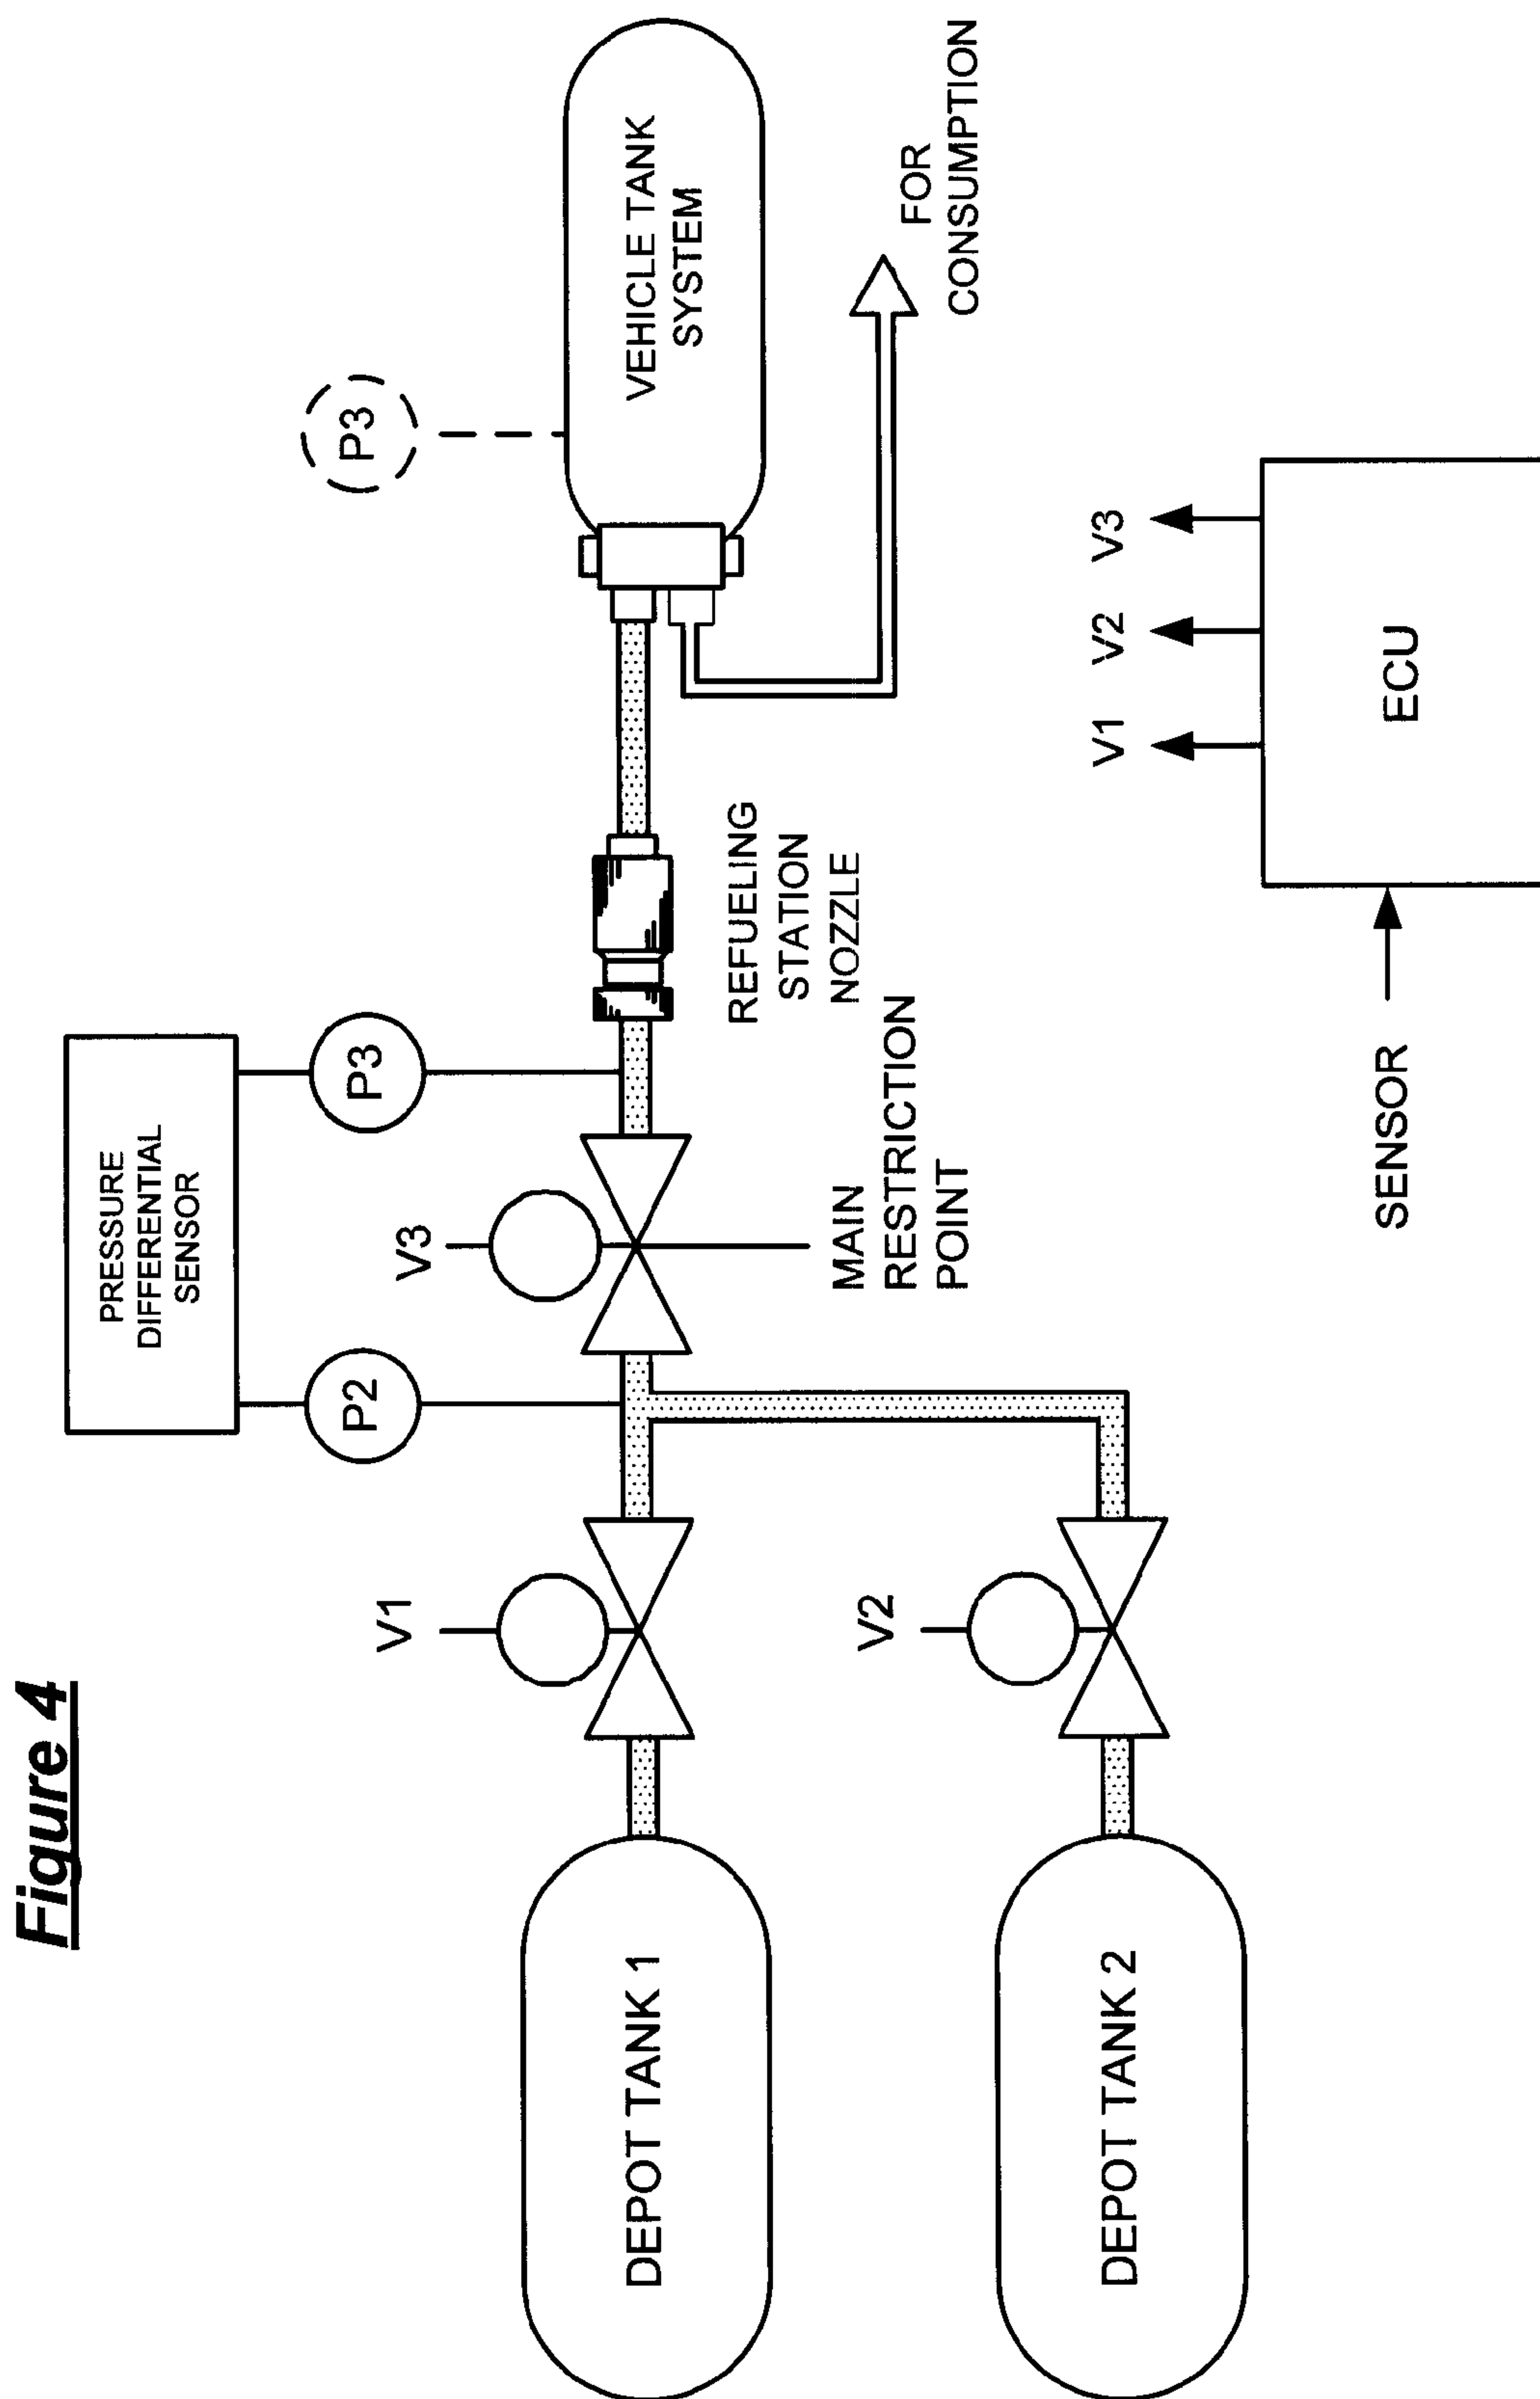 Figure 4
PRESSURE
DIFFERENTIAL
SENSOR
P2
P3
P3
V1
V3
VEHICLE TANK
SYSTEM
DEPOT TANK 1
MAIN
RESTRICTION
POINT
REFUELING
STATION
NOZZLE
FOR
CONSUMPTION
V2
DEPOT TANK 2
V1
V2
V3
SENSOR
ECU